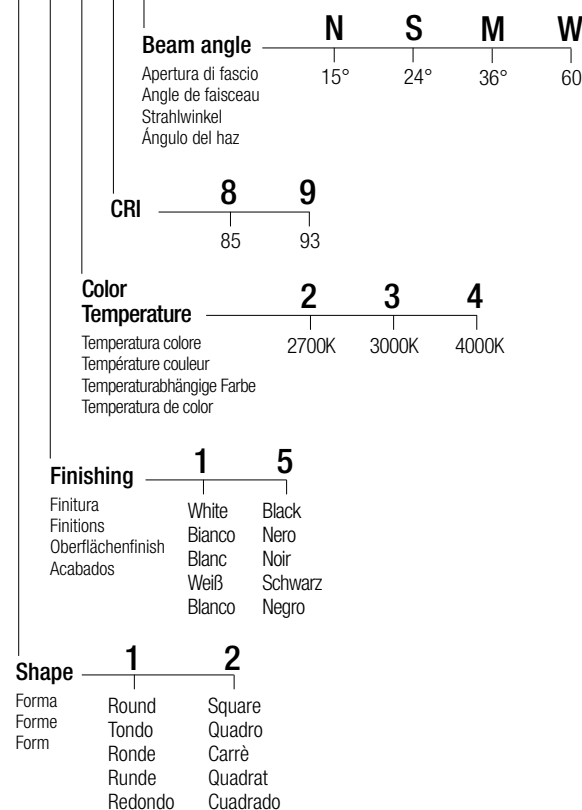 N S M W
Beam angle
15° 24° 36° 60
Apertura di fascio
Angle de faisceau
Strahlwinkel
Ángulo del haz
8 9
CRI
85 93
Color
Temperature
2 3 4
2700K 3000K 4000K
Temperatura colore
Température couleur
Temperaturabhängige Farbe
Temperatura de color
1 5
Finishing
Finitura
Finitions
Oberflächenfinish
Acabados
White Black
Bianco Nero
Blanc Noir
Weiß Schwarz
Blanco Negro
1 2
Shape
Forma
Forme
Form
Round Square
Tondo Quadro
Ronde Carrè
Runde Quadrat
Redondo Cuadrado